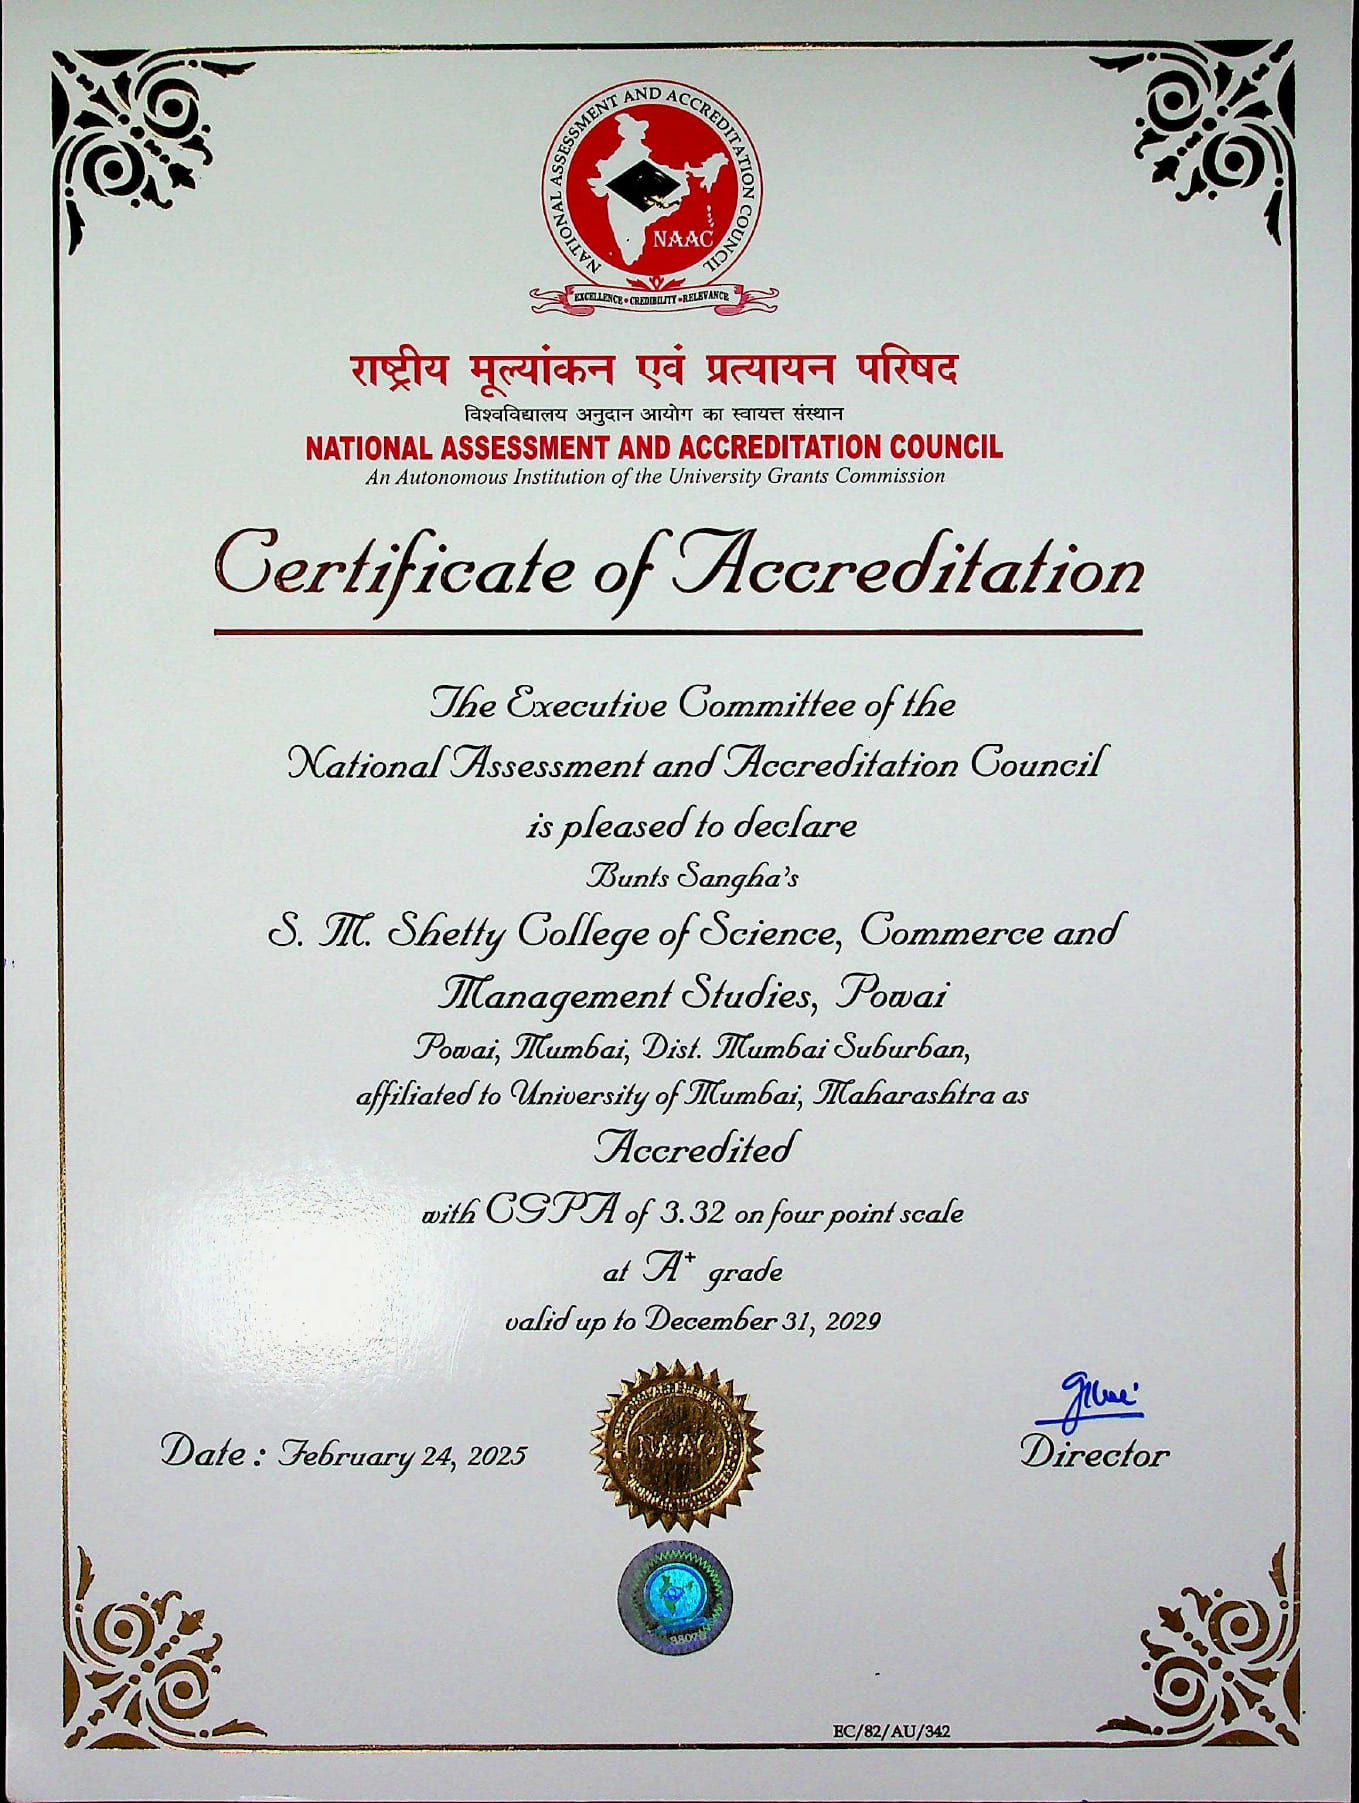 NATIONAL ASSESSMENT AND ACCREDITATION COUNCIL
NAAC
EXCELLENCE • CREDIBILITY • RELEVANCE
राष्ट्रीय मूल्यांकन एवं प्रत्यायन परिषद
विश्वविद्यालय अनुदान आयोग का स्वायत्त संस्थान
NATIONAL ASSESSMENT AND ACCREDITATION COUNCIL
An Autonomous Institution of the University Grants Commission
Certificate of Accreditation
The Executive Committee of the
National Assessment and Accreditation Council
is pleased to declare
Bunts Sangha's
S. M. Shetty College of Science, Commerce and
Management Studies, Powai
Powai, Mumbai, Dist. Mumbai Suburban,
affiliated to University of Mumbai, Maharashtra as
Accredited
with CGPA of 3.32 on four point scale
at A+ grade
valid up to December 31, 2029
Date : February 24, 2025
NAAC
Director
EC/82/AU/342